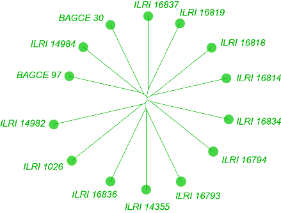 ILRI 16837
BAGCE 30
ILRI 16819
ILRI 14984
ILRI 16818
BAGCE 97
ILRI 16814
ILRI 14982
ILRI 16834
ILRI 1026
ILRI 16794
ILRI 16836
ILRI 16793
ILRI 14355